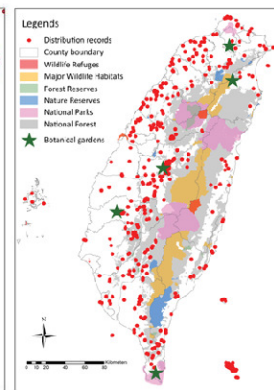 Legends
Distribution records
County boundary
Wildlife Refuges
Major Wildlife Habitats
Forest Reserves
Nature Reserves
National Parks
National Forest
Botanical gardens
N
0 10 20 40 60 80 Kilometers